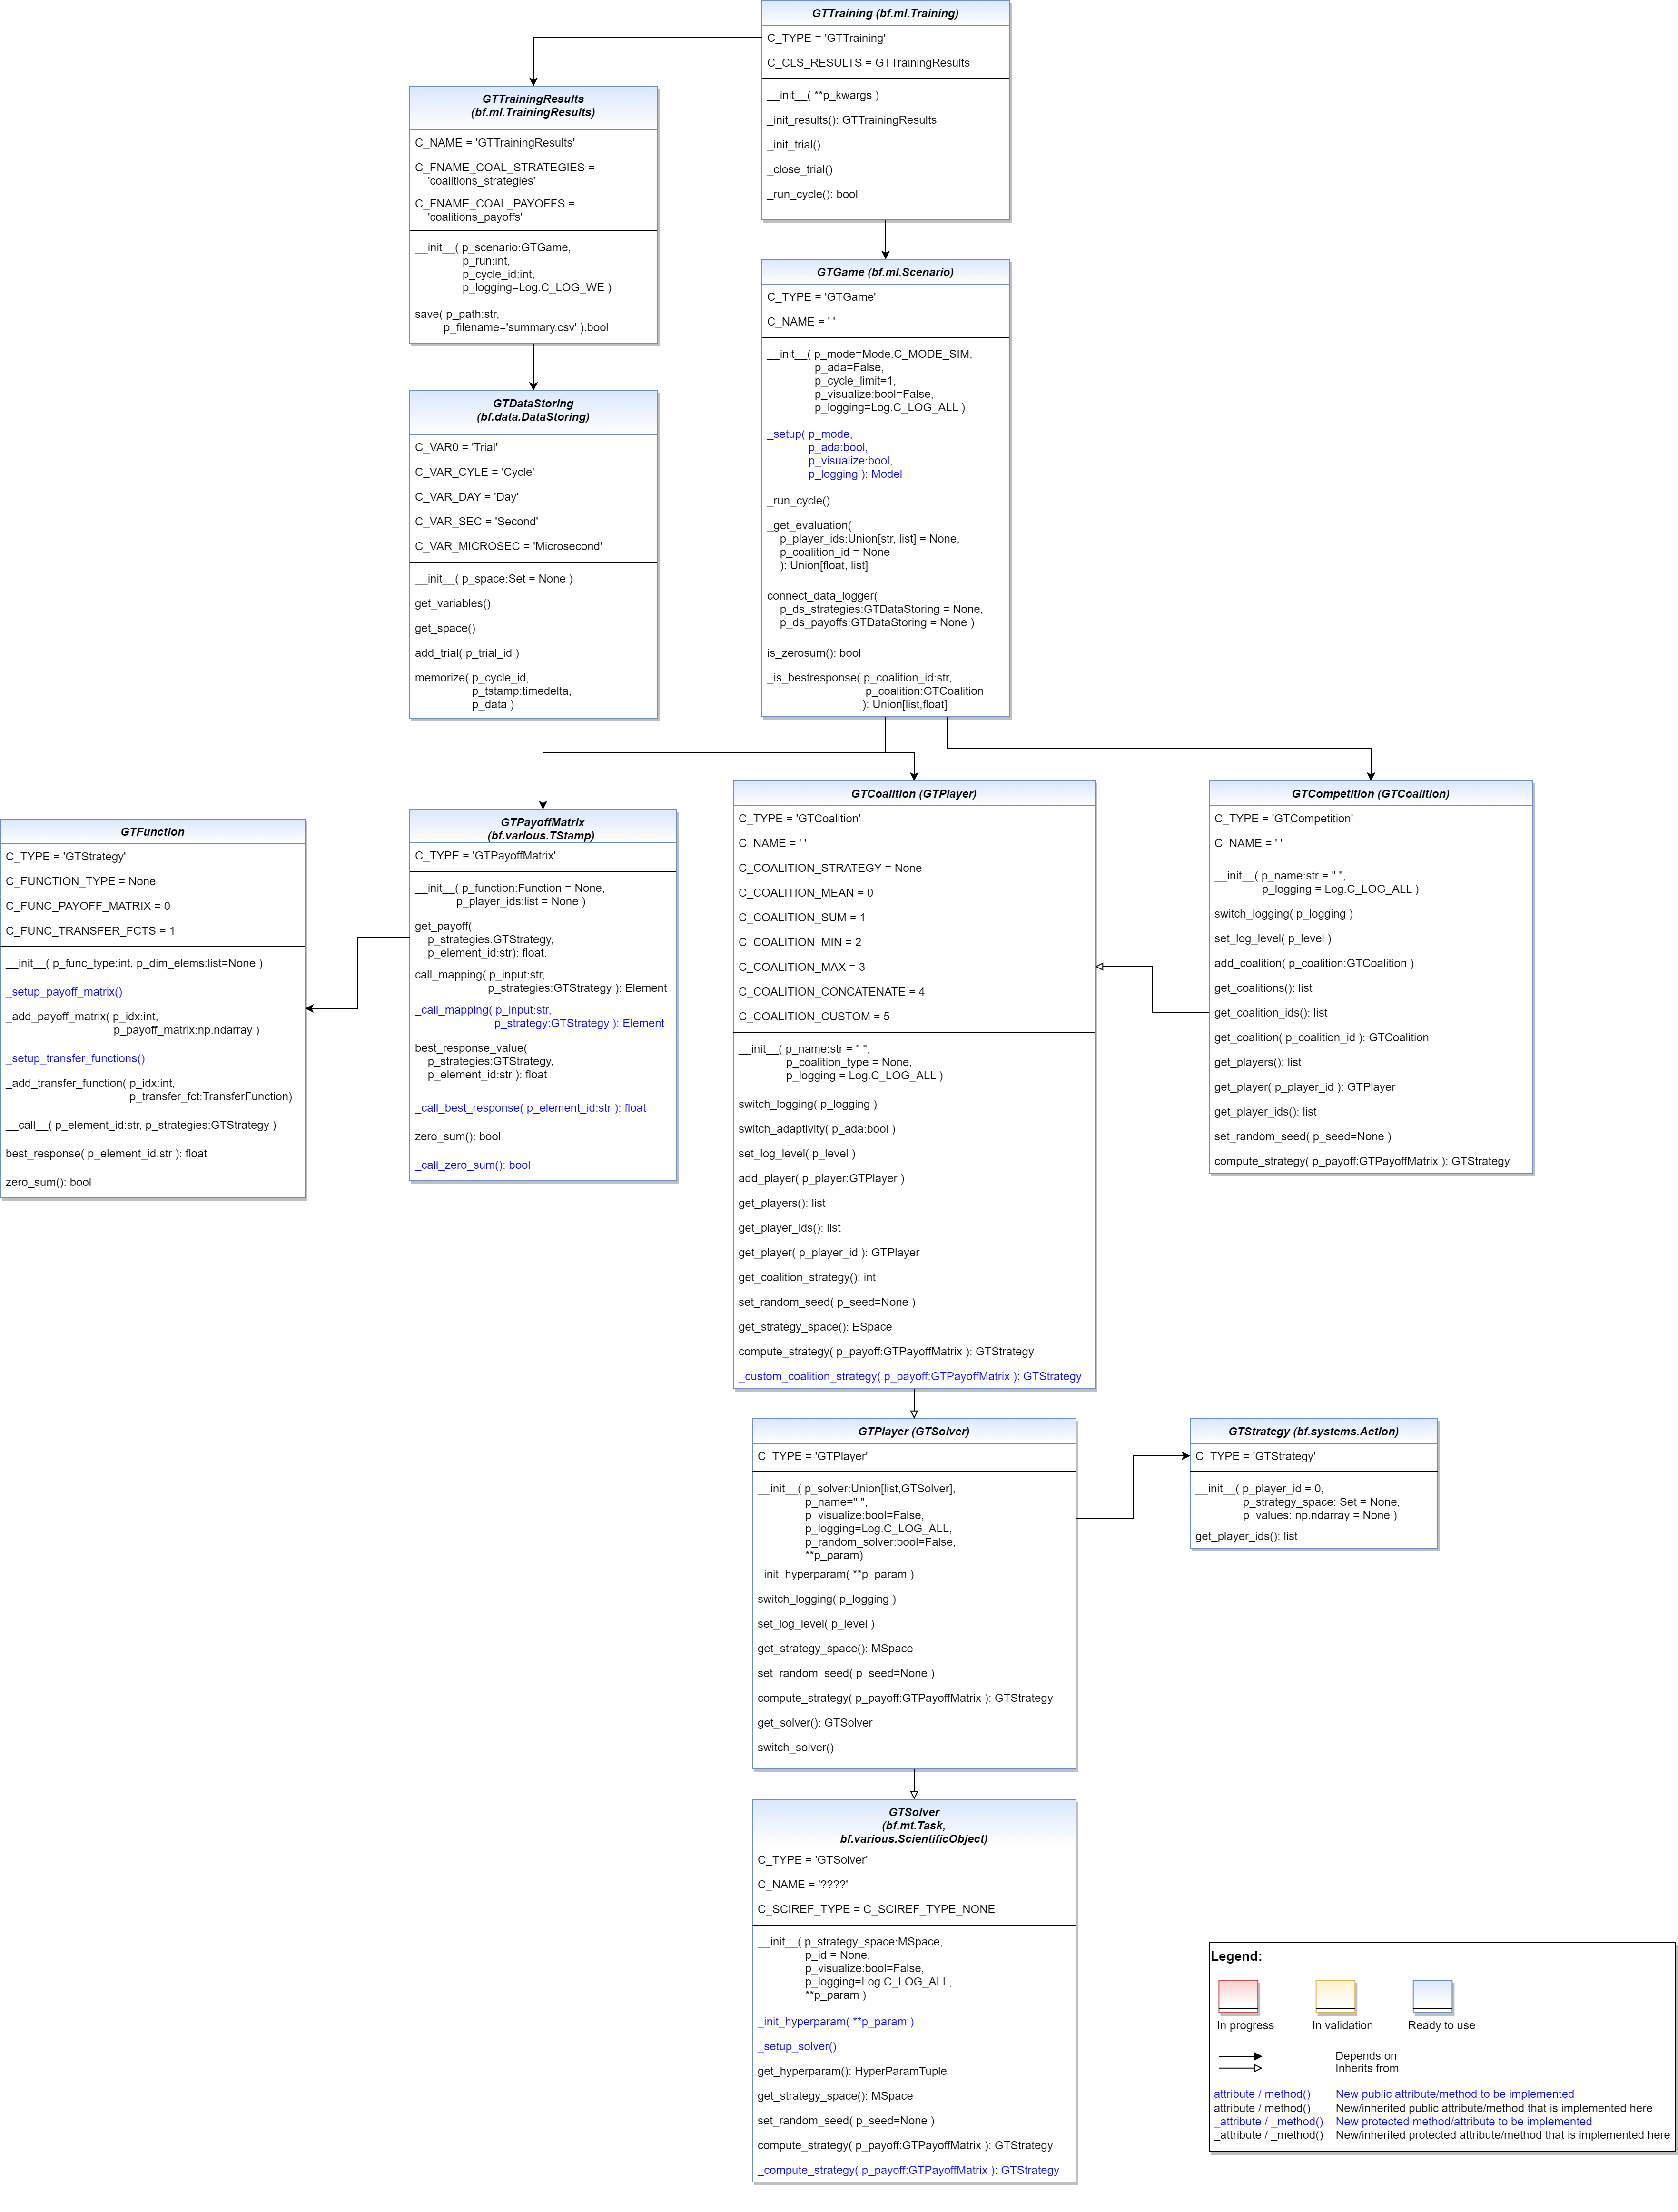 GTTraining (bf.ml.Training)
C_TYPE = 'GTTraining'
C_CLS_RESULTS = GTTrainingResults
__init__( **p_kwargs )
_init_results(): GTTrainingResults
_init_trial()
_close_trial()
_run_cycle(): bool
GTTrainingResults
(bf.ml.TrainingResults)
C_NAME = 'GTTrainingResults'
C_FNAME_COAL_STRATEGIES =
'coalitions_strategies'
C_FNAME_COAL_PAYOFFS =
'coalitions_payoffs'
__init__( p_scenario:GTGame,
p_run:int,
p_cycle_id:int,
p_logging=Log.C_LOG_WE )
save( p_path:str,
p_filename='summary.csv' ):bool
GTGame (bf.ml.Scenario)
C_TYPE = 'GTGame'
C_NAME = ' '
__init__( p_mode=Mode.C_MODE_SIM,
p_ada=False,
p_cycle_limit=1,
p_visualize:bool=False,
p_logging=Log.C_LOG_ALL )
_setup( p_mode,
p_ada:bool,
p_visualize:bool,
p_logging ): Model
_run_cycle()
_get_evaluation(
p_player_ids:Union[str, list] = None,
p_coalition_id = None
): Union[float, list]
connect_data_logger(
p_ds_strategies:GTDataStoring = None,
p_ds_payoffs:GTDataStoring = None )
is_zerosum(): bool
_is_bestresponse( p_coalition_id:str,
p_coalition:GTCoalition
): Union[list,float]
GTDataStoring
(bf.data.DataStoring)
C_VAR0 = 'Trial'
C_VAR_CYLE = 'Cycle'
C_VAR_DAY = 'Day'
C_VAR_SEC = 'Second'
C_VAR_MICROSEC = 'Microsecond'
__init__( p_space:Set = None )
get_variables()
get_space()
add_trial( p_trial_id )
memorize( p_cycle_id,
p_tstamp:timedelta,
p_data )
GTFunction
C_TYPE = 'GTStrategy'
C_FUNCTION_TYPE = None
C_FUNC_PAYOFF_MATRIX = 0
C_FUNC_TRANSFER_FCTS = 1
__init__( p_func_type:int, p_dim_elems:list=None )
_setup_payoff_matrix()
_add_payoff_matrix( p_idx:int,
p_payoff_matrix:np.ndarray )
_setup_transfer_functions()
_add_transfer_function( p_idx:int,
p_transfer_fct:TransferFunction)
__call__( p_element_id:str, p_strategies:GTStrategy )
best_response( p_element_id.str ): float
zero_sum(): bool
GTPayoffMatrix
(bf.various.TStamp)
C_TYPE = 'GTPayoffMatrix'
__init__( p_function:Function = None,
p_player_ids:list = None )
get_payoff(
p_strategies:GTStrategy,
p_element_id:str): float.
call_mapping( p_input:str,
p_strategies:GTStrategy ): Element
_call_mapping( p_input:str,
p_strategy:GTStrategy ): Element
best_response_value(
p_strategies:GTStrategy,
p_element_id:str ): float
_call_best_response( p_element_id:str ): float
zero_sum(): bool
_call_zero_sum(): bool
GTCoalition (GTPlayer)
C_TYPE = 'GTCoalition'
C_NAME = ' '
C_COALITION_STRATEGY = None
C_COALITION_MEAN = 0
C_COALITION_SUM = 1
C_COALITION_MIN = 2
C_COALITION_MAX = 3
C_COALITION_CONCATENATE = 4
C_COALITION_CUSTOM = 5
__init__( p_name:str = " ",
p_coalition_type = None,
p_logging = Log.C_LOG_ALL )
switch_logging( p_logging )
switch_adaptivity( p_ada:bool )
set_log_level( p_level )
add_player( p_player:GTPlayer )
get_players(): list
get_player_ids(): list
get_player( p_player_id ): GTPlayer
get_coalition_strategy(): int
set_random_seed( p_seed=None )
get_strategy_space(): ESpace
compute_strategy( p_payoff:GTPayoffMatrix ): GTStrategy
_custom_coalition_strategy( p_payoff:GTPayoffMatrix ): GTStrategy
GTCompetition (GTCoalition)
C_TYPE = 'GTCompetition'
C_NAME = ' '
__init__( p_name:str = " ",
p_logging = Log.C_LOG_ALL )
switch_logging( p_logging )
set_log_level( p_level )
add_coalition( p_coalition:GTCoalition )
get_coalitions(): list
get_coalition_ids(): list
get_coalition( p_coalition_id ): GTCoalition
get_players(): list
get_player( p_player_id ): GTPlayer
get_player_ids(): list
set_random_seed( p_seed=None )
compute_strategy( p_payoff:GTPayoffMatrix ): GTStrategy
GTPlayer (GTSolver)
C_TYPE = 'GTPlayer'
__init__( p_solver:Union[list,GTSolver],
p_name=" ",
p_visualize:bool=False,
p_logging=Log.C_LOG_ALL,
p_random_solver:bool=False,
**p_param)
_init_hyperparam( **p_param )
switch_logging( p_logging )
set_log_level( p_level )
get_strategy_space(): MSpace
set_random_seed( p_seed=None )
compute_strategy( p_payoff:GTPayoffMatrix ): GTStrategy
get_solver(): GTSolver
switch_solver()
GTStrategy (bf.systems.Action)
C_TYPE = 'GTStrategy'
__init__( p_player_id = 0,
p_strategy_space: Set = None,
p_values: np.ndarray = None )
get_player_ids(): list
GTSolver
(bf.mt.Task,
bf.various.ScientificObject)
C_TYPE = 'GTSolver'
C_NAME = '????'
C_SCIREF_TYPE = C_SCIREF_TYPE_NONE
__init__( p_strategy_space:MSpace,
p_id = None,
p_visualize:bool=False,
p_logging=Log.C_LOG_ALL,
**p_param )
_init_hyperparam( **p_param )
_setup_solver()
get_hyperparam(): HyperParamTuple
get_strategy_space(): MSpace
set_random_seed( p_seed=None )
compute_strategy( p_payoff:GTPayoffMatrix ): GTStrategy
_compute_strategy( p_payoff:GTPayoffMatrix ): GTStrategy
Legend:
In progress In validation Ready to use
Depends on
Inherits from
attribute / method() New public attribute/method to be implemented
attribute / method() New/inherited public attribute/method that is implemented here
_attribute / _method() New protected method/attribute to be implemented
_attribute / _method() New/inherited protected attribute/method that is implemented here